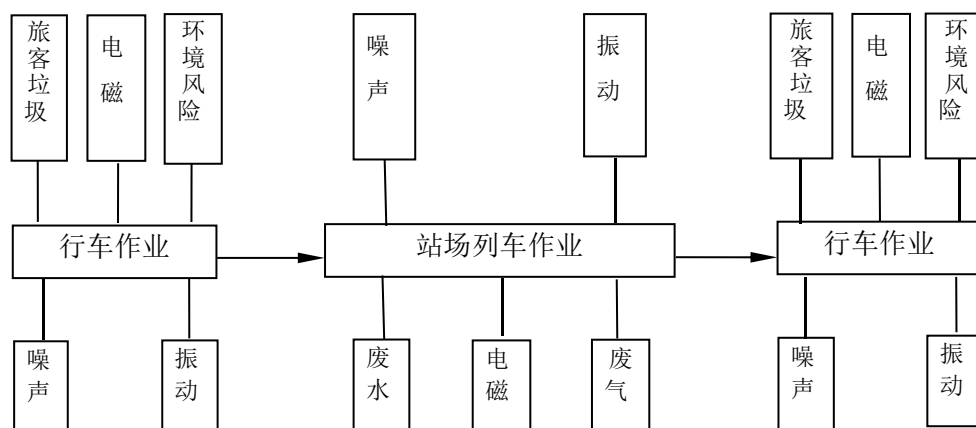 旅客垃圾
电磁
环境风险
噪声
振动
旅客垃圾
电磁
环境风险
行车作业
站场列车作业
行车作业
噪声
振动
废水
电磁
废气
噪声
振动